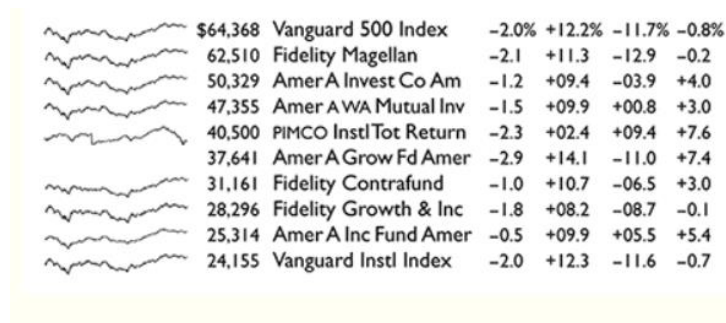 $64,368 Vanguard 500 Index −2.0% +12.2% −11.7% −0.8%
62,510 Fidelity Magellan −2.1 +11.3 −12.9 −0.2
50,329 Amer A Invest Co Am −1.2 +09.4 −03.9 +4.0
47,355 Amer A WA Mutual Inv −1.5 +09.9 +00.8 +3.0
40,500 PIMCO Instl Tot Return −2.3 +02.4 +09.4 +7.6
37,641 Amer A Grow Fd Amer −2.9 +14.1 −11.0 +7.4
31,161 Fidelity Contrafund −1.0 +10.7 −06.5 +3.0
28,296 Fidelity Growth & Inc −1.8 +08.2 −08.7 −0.1
25,314 Amer A Inc Fund Amer −0.5 +09.9 +05.5 +5.4
24,155 Vanguard Instl Index −2.0 +12.3 −11.6 −0.7